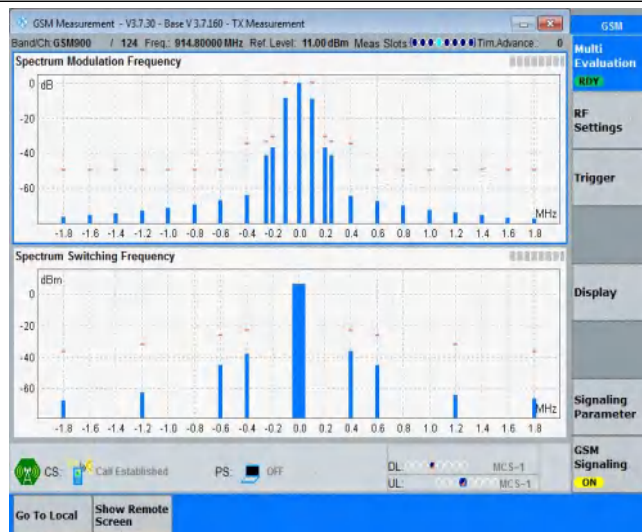 GSM Measurement - V3.7.30 - Base V 3.7.160 - TX Measurement
GSM
Band/Ch: GSM900 / 124 Freq.: 914.80000 MHz Ref. Level: 11.00 dBm Meas Slots Tim.Advance: 0
Multi
Evaluation
RDY
Spectrum Modulation Frequency
dB
0
-20
-40
-60
MHz
-1.8 -1.6 -1.4 -1.2 -1.0 -0.8 -0.6 -0.4 -0.2 0.0 0.2 0.4 0.6 0.8 1.0 1.2 1.4 1.6 1.8
RF
Settings
Trigger
Spectrum Switching Frequency
dBm
0
-20
-40
-60
MHz
-1.8 -1.6 -1.4 -1.2 -1.0 -0.8 -0.6 -0.4 -0.2 0.0 0.2 0.4 0.6 0.8 1.0 1.2 1.4 1.6 1.8
Display
Signaling
Parameter
CS: Call Established PS: OFF
DL: MCS-1
UL: MCS-1
GSM
Signaling
ON
Go To Local
Show Remote
Screen